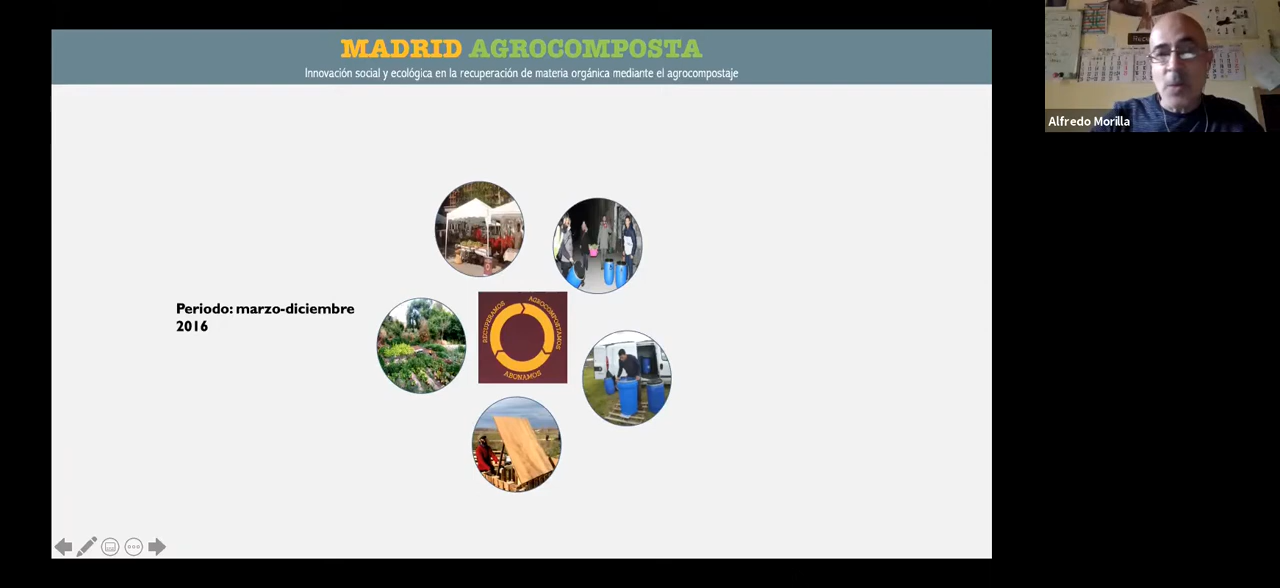 MADRID AGROCOMPOSTA
Innovación social y ecológica en la recuperación de materia orgánica mediante el agrocompostaje
Alfredo Morilla
Periodo: marzo-diciembre
2016
RECUPERAMOS
AGROCOMPOSTAMOS
ABONAMOS